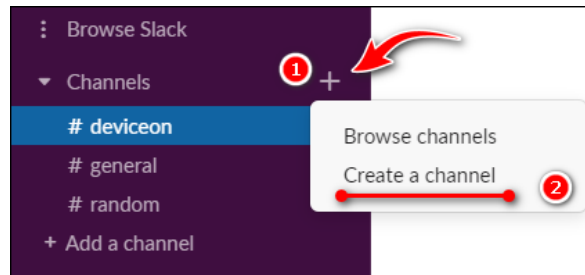 Browse Slack
Channels
1
+
# deviceon
# general
# random
+ Add a channel
Browse channels
Create a channel
2